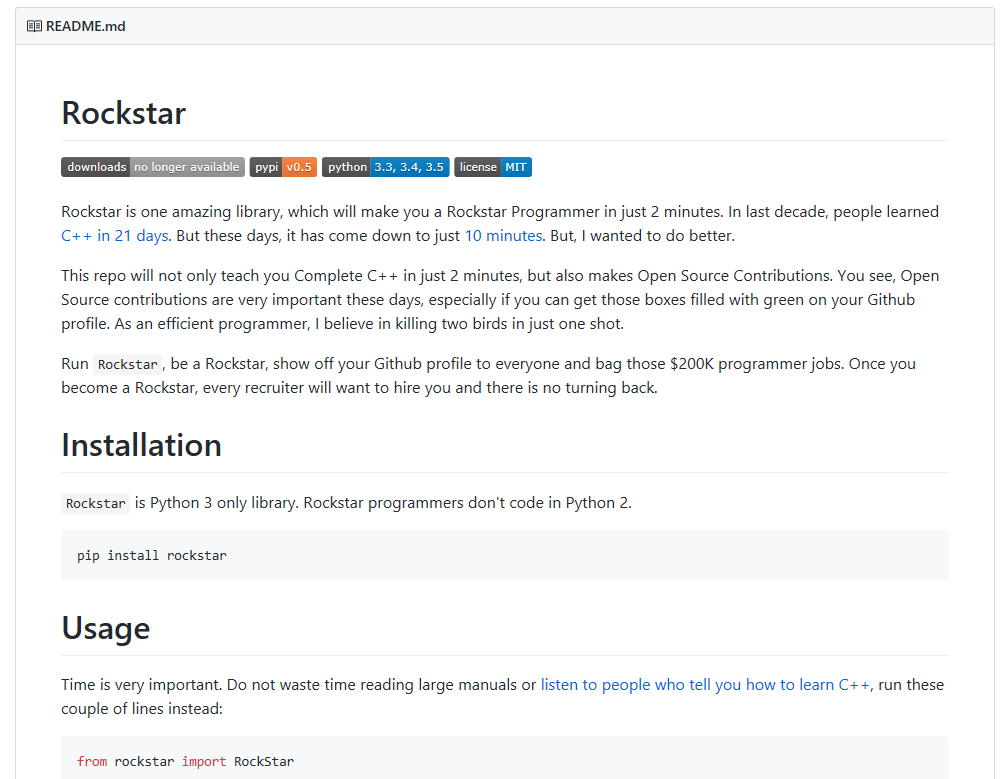 README.md
Rockstar
downloads no longer available pypi v0.5 python 3.3, 3.4, 3.5 license MIT
Rockstar is one amazing library, which will make you a Rockstar Programmer in just 2 minutes. In last decade, people learned
C++ in 21 days. But these days, it has come down to just 10 minutes. But, I wanted to do better.
This repo will not only teach you Complete C++ in just 2 minutes, but also makes Open Source Contributions. You see, Open
Source contributions are very important these days, especially if you can get those boxes filled with green on your Github
profile. As an efficient programmer, I believe in killing two birds in just one shot.
Run Rockstar, be a Rockstar, show off your Github profile to everyone and bag those $200K programmer jobs. Once you
become a Rockstar, every recruiter will want to hire you and there is no turning back.
Installation
Rockstar is Python 3 only library. Rockstar programmers don't code in Python 2.
pip install rockstar
Usage
Time is very important. Do not waste time reading large manuals or listen to people who tell you how to learn C++, run these
couple of lines instead:
from rockstar import RockStar